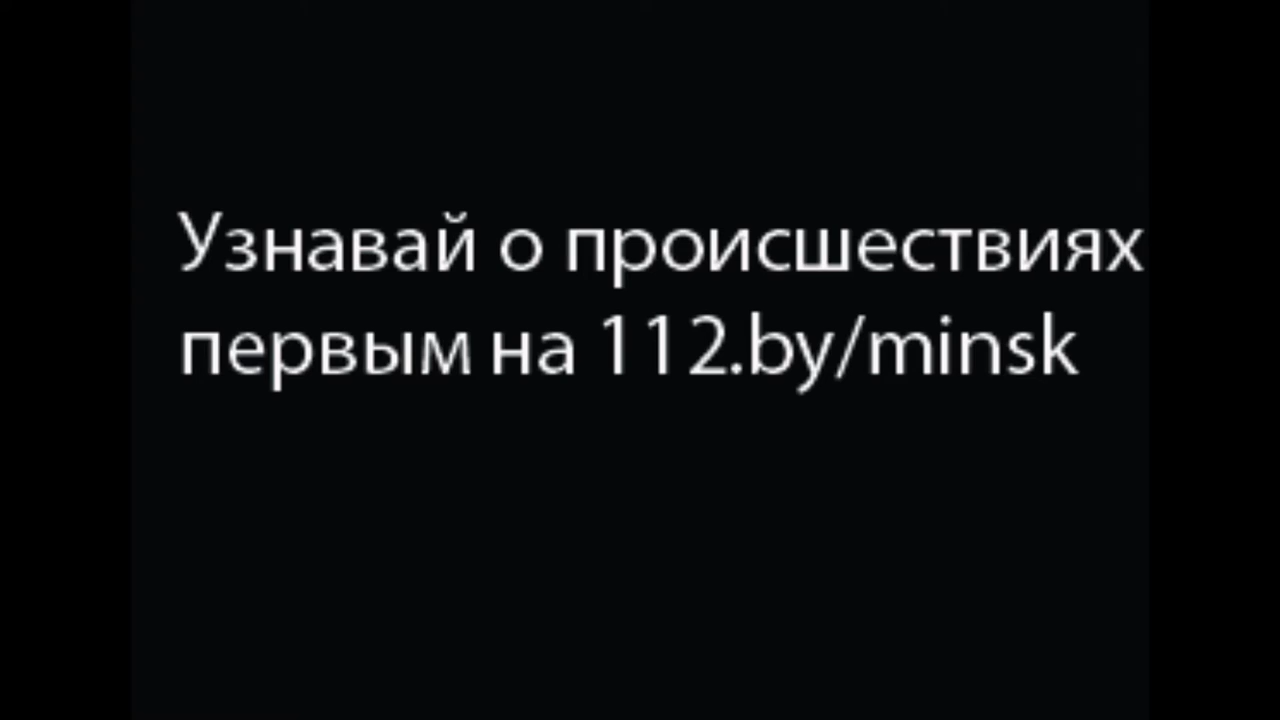 Узнавай о происшествиях
первым на 112.by/minsk